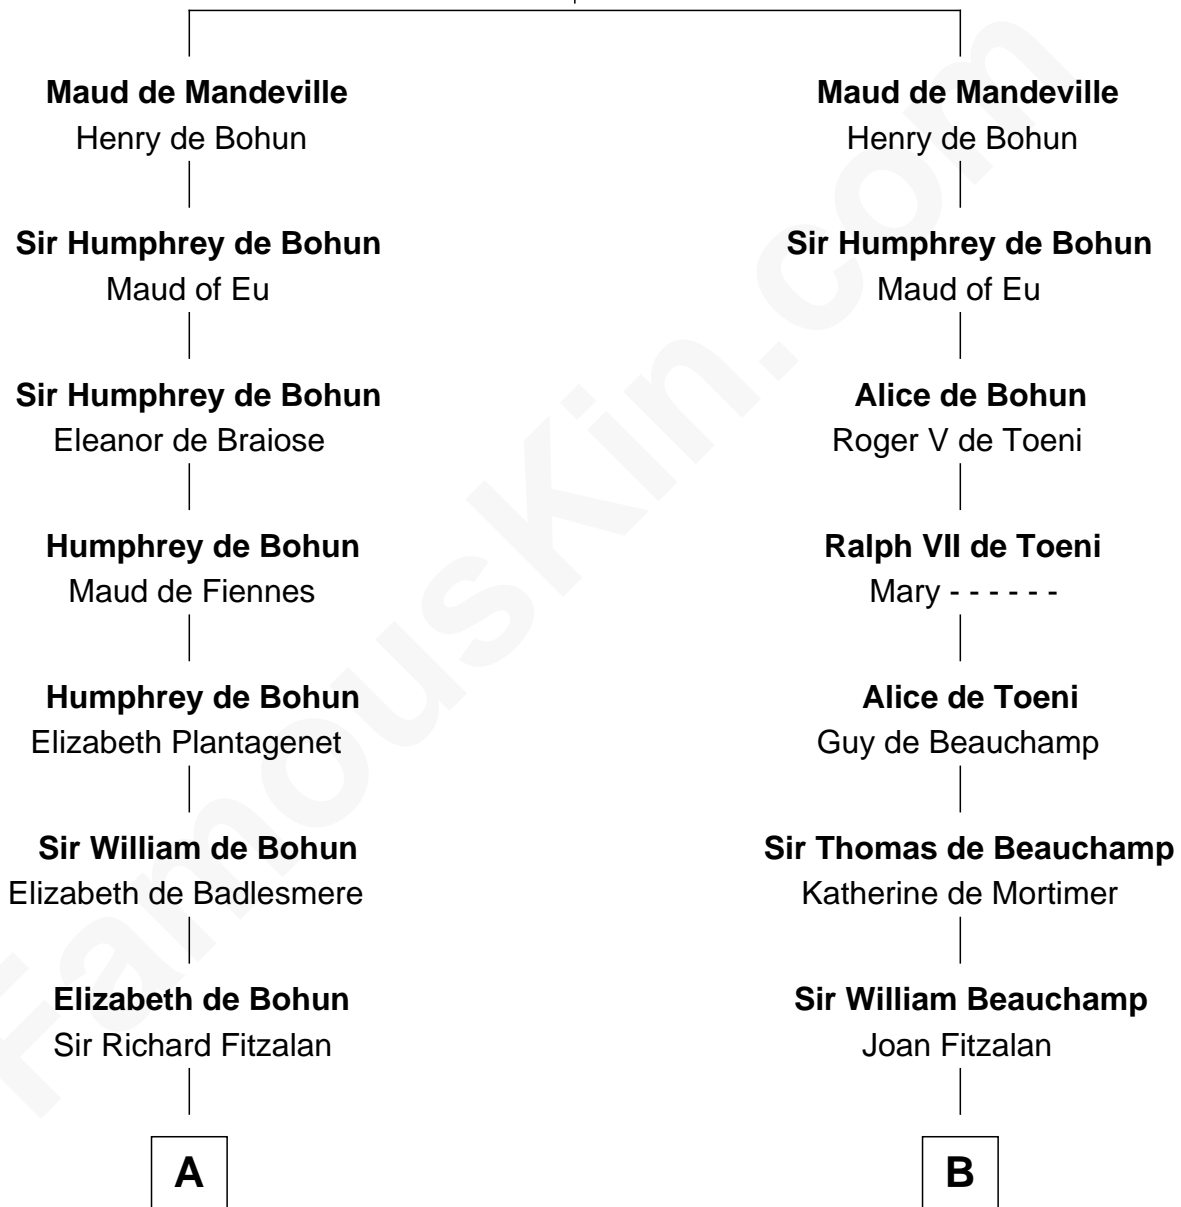 Maud de Mandeville
Henry de Bohun
Sir Humphrey de Bohun
Maud of Eu
Sir Humphrey de Bohun
Eleanor de Braiose
Humphrey de Bohun
Maud de Fiennes
Humphrey de Bohun
Elizabeth Plantagenet
Sir William de Bohun
Elizabeth de Badlesmere
Elizabeth de Bohun
Sir Richard Fitzalan
A
Maud de Mandeville
Henry de Bohun
Sir Humphrey de Bohun
Maud of Eu
Alice de Bohun
Roger V de Toeni
Ralph VII de Toeni
Mary - - - - - -
Alice de Toeni
Guy de Beauchamp
Sir Thomas de Beauchamp
Katherine de Mortimer
Sir William Beauchamp
Joan Fitzalan
B
FamousKin.com